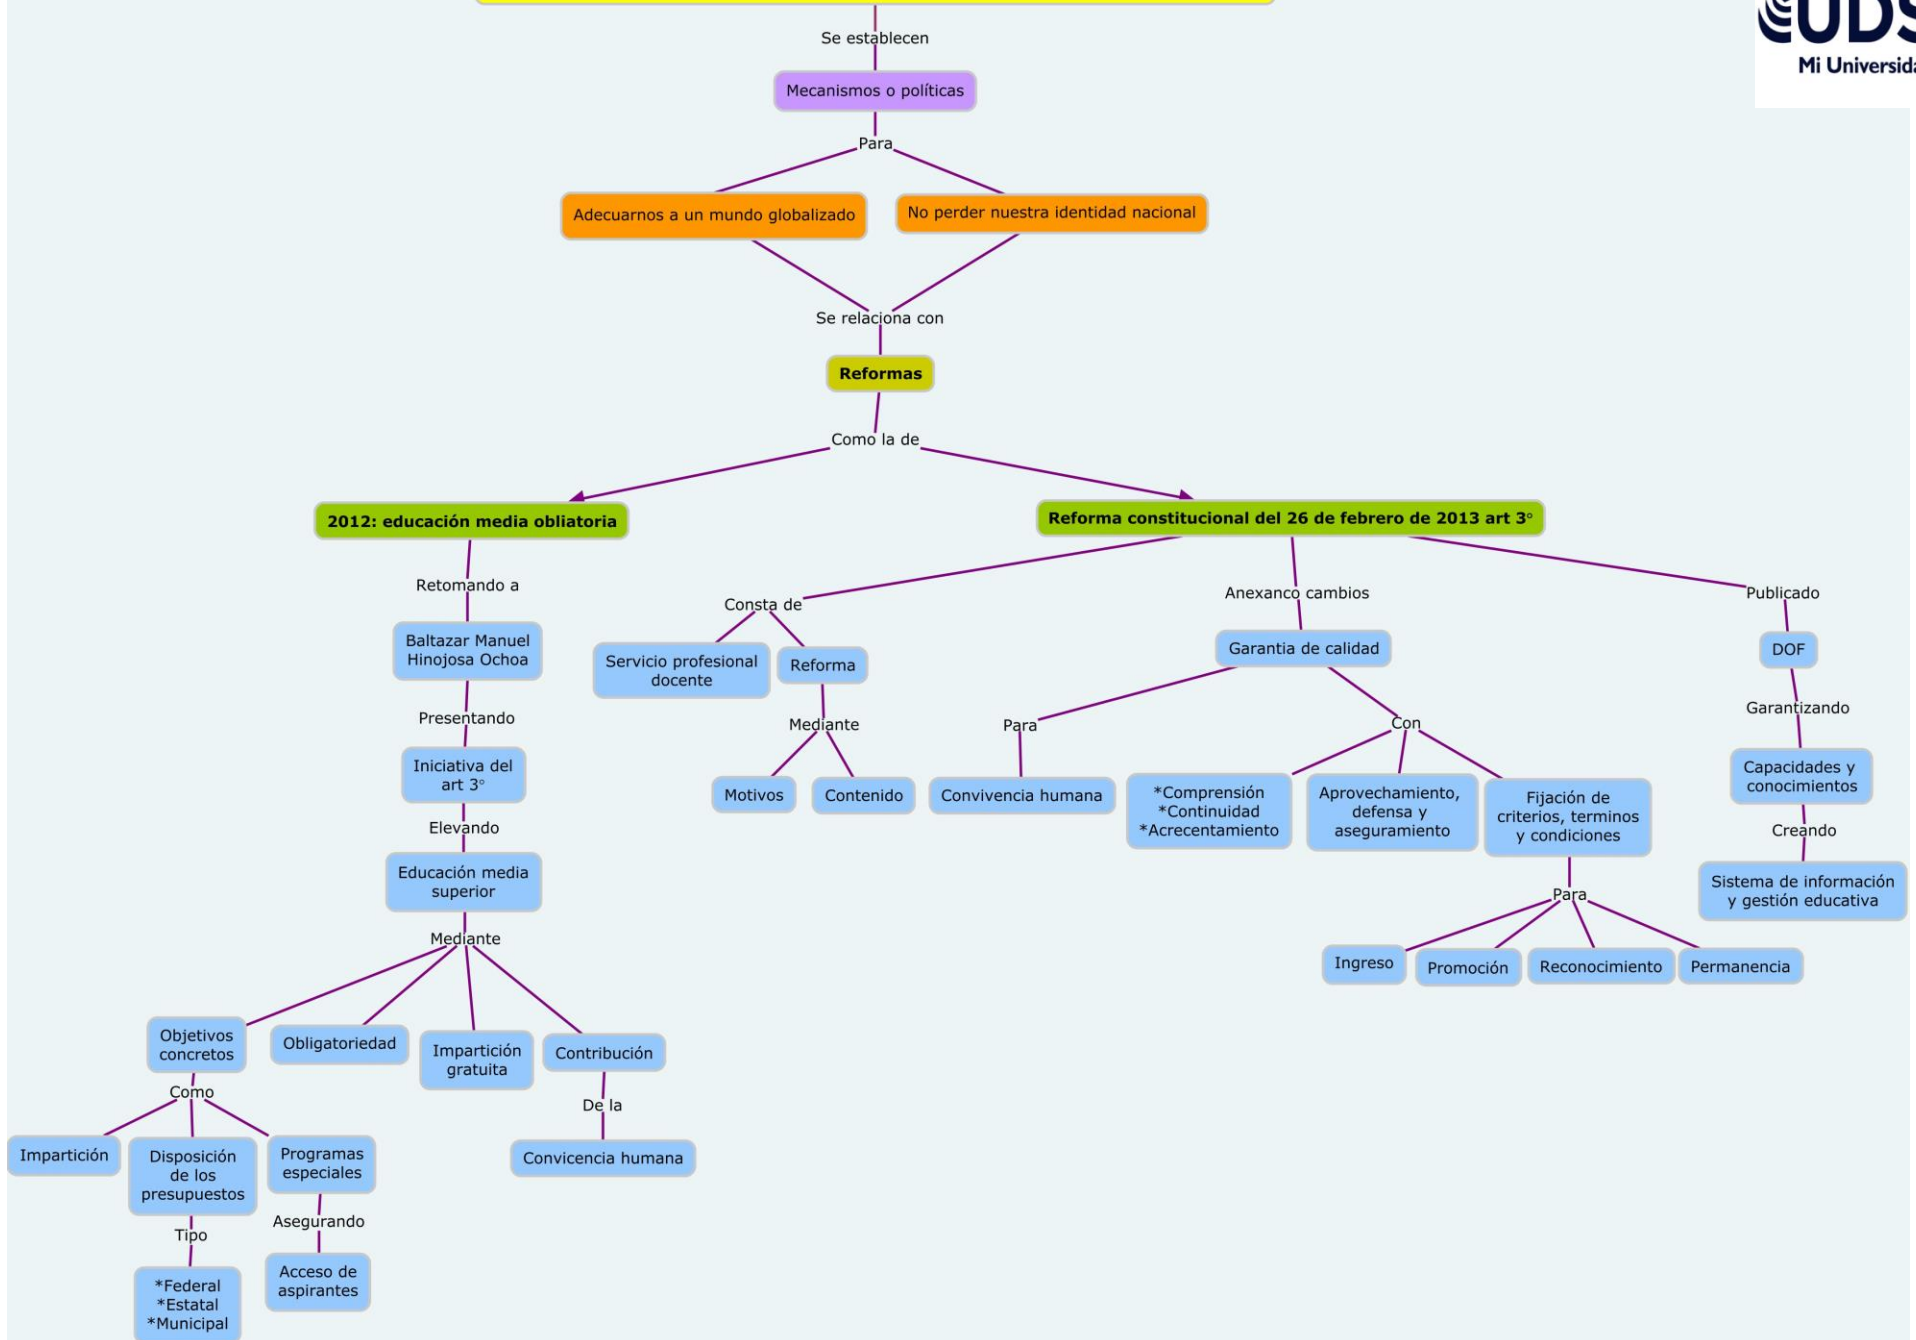 UDS
Mi Universida
Se establecen
Mecanismos o políticas
Para
Adecuarnos a un mundo globalizado
No perder nuestra identidad nacional
Se relaciona con
Reformas
Como la de
2012: educación media obliatoria
Reforma constitucional del 26 de febrero de 2013 art 3°
Retomando a
Baltazar Manuel
Hinojosa Ochoa
Presentando
Iniciativa del
art 3°
Elevando
Educación media
superior
Mediante
Objetivos
concretos
Obligatoriedad
Impartición
gratuita
Contribución
Como
De la
Impartición
Disposición
de los
presupuestos
Programas
especiales
Convicencia humana
Tipo
Asegurando
*Federal
*Estatal
*Municipal
Acceso de
aspirantes
Consta de
Servicio profesional
docente
Reforma
Mediante
Motivos
Contenido
Anexanco cambios
Garantia de calidad
Para
Con
Convivencia humana
*Comprensión
*Continuidad
*Acrecentamiento
Aprovechamiento,
defensa y
aseguramiento
Fijación de
criterios, terminos
y condiciones
Para
Ingreso
Promoción
Reconocimiento
Permanencia
Publicado
DOF
Garantizando
Capacidades y
conocimientos
Creando
Sistema de información
y gestión educativa